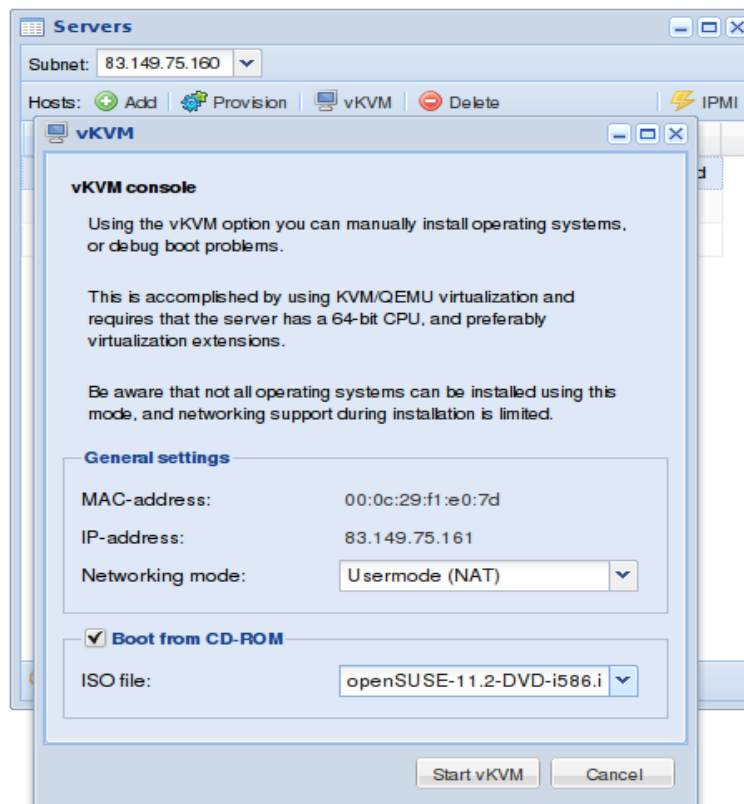 Servers
Subnet: 83.149.75.160
Hosts: Add Provision vKVM Delete IPMI
vKVM
d
vKVM console
Using the vKVM option you can manually install operating systems,
or debug boot problems.
This is accomplished by using KVM/QEMU virtualization and
requires that the server has a 64-bit CPU, and preferably
virtualization extensions.
Be aware that not all operating systems can be installed using this
mode, and networking support during installation is limited.
General settings
MAC-address: 00:0c:29:f1:e0:7d
IP-address: 83.149.75.161
Networking mode: Usermode (NAT)
Boot from CD-ROM
ISO file: openSUSE-11.2-DVD-i586.i
Start vKVM Cancel